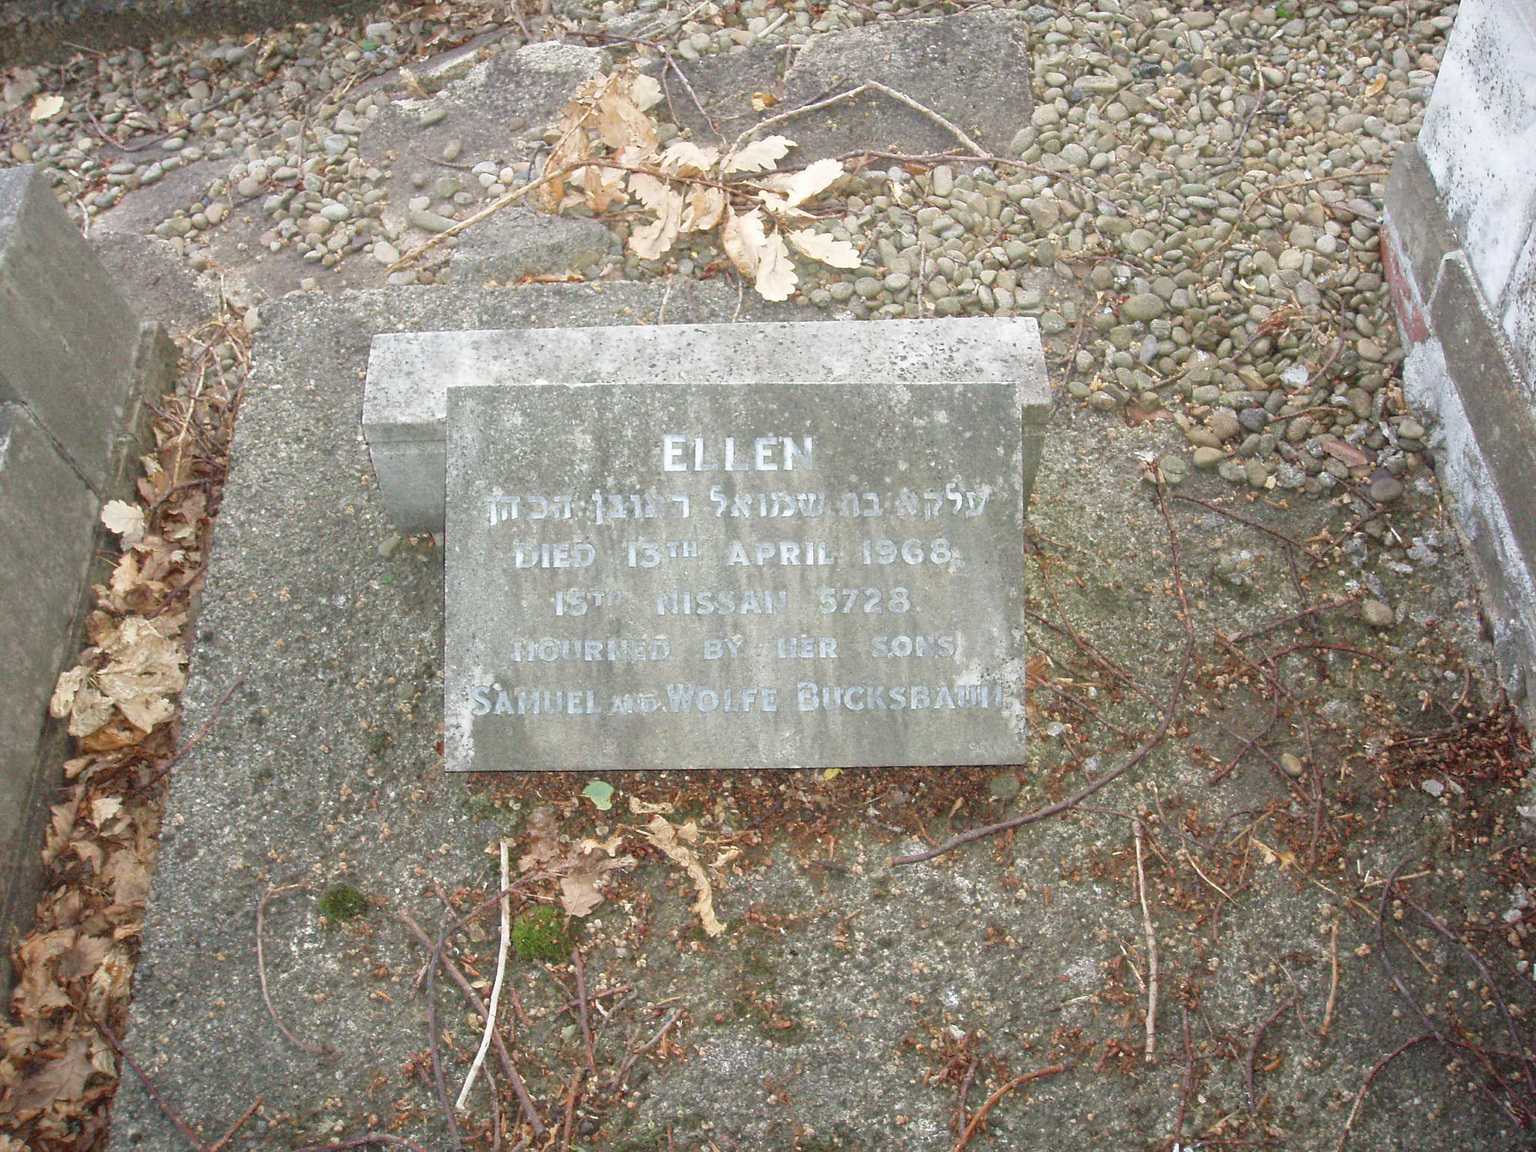 ELLEN
עלקא בת שמואל ראובן הכהן
DIED 13TH APRIL 1968.
15TH NISSAN 5728.
MOURNED BY HER SONS
SAMUEL AND WOLFE BUCKSBAUM